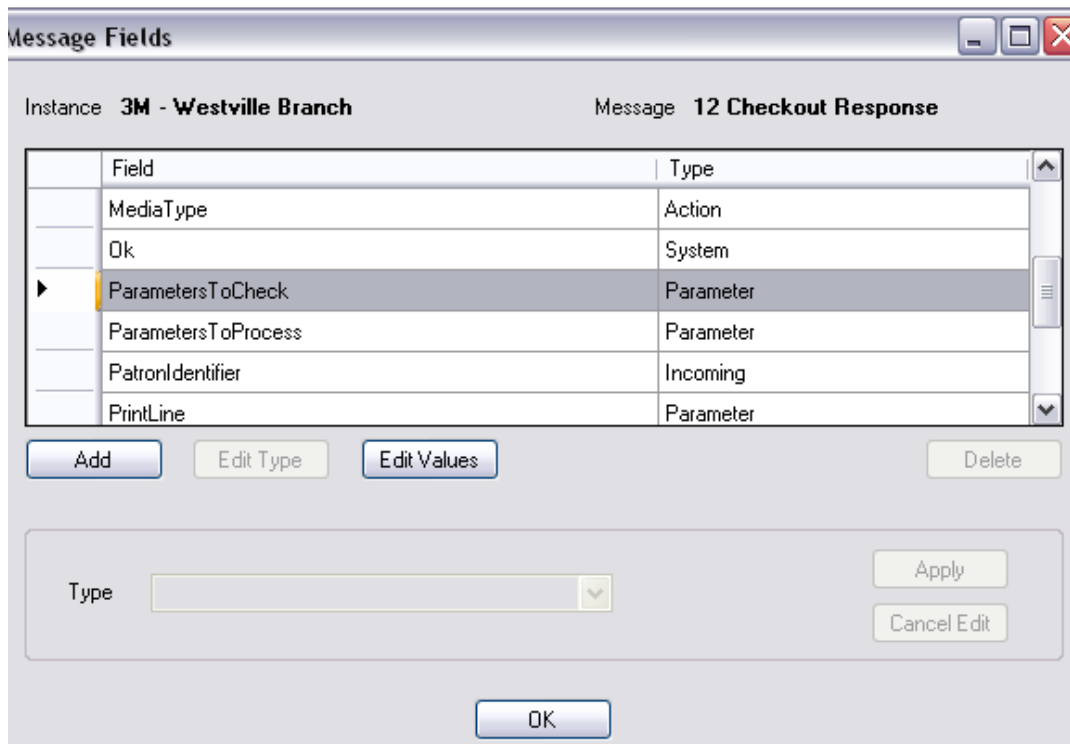 Message Fields
Instance 3M - Westville Branch Message 12 Checkout Response
Field Type
MediaType Action
Ok System
ParametersToCheck Parameter
ParametersToProcess Parameter
PatronIdentifier Incoming
PrintLine Parameter
Add Edit Type Edit Values Delete
Type
Apply
Cancel Edit
OK